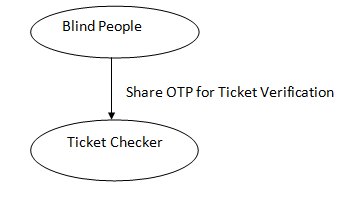 Blind People
Share OTP for Ticket Verification
Ticket Checker